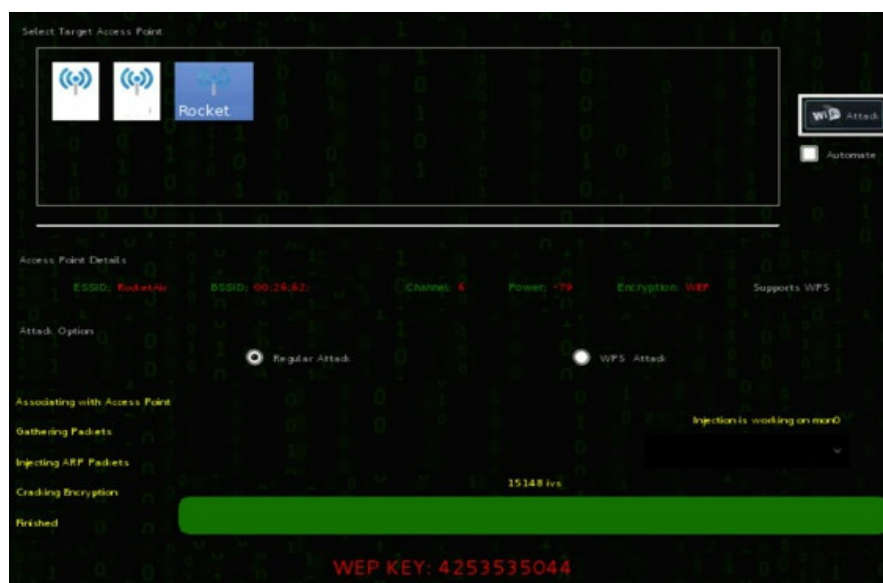 Select Target Access Point
Rocket
WiFi Attack
Automate
Access Point Details
ESSID: RocketAir BSSID: 00:26:62: Channel: 6 Power: -79 Encryption: WEP Supports WPS
Attack Option
Regular Attack WPS Attack
Associating with Access Point
Injection is working on mon0
Gathering Packets
Injecting ARP Packets
15148 ivs
Cracking Encryption
Finished
WEP KEY: 4253535044